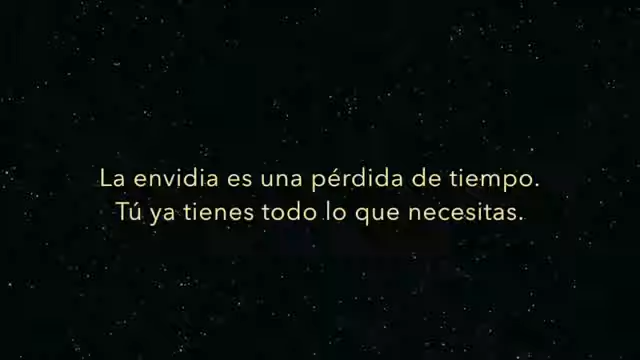 La envidia es una pérdida de tiempo.
Tú ya tienes todo lo que necesitas.